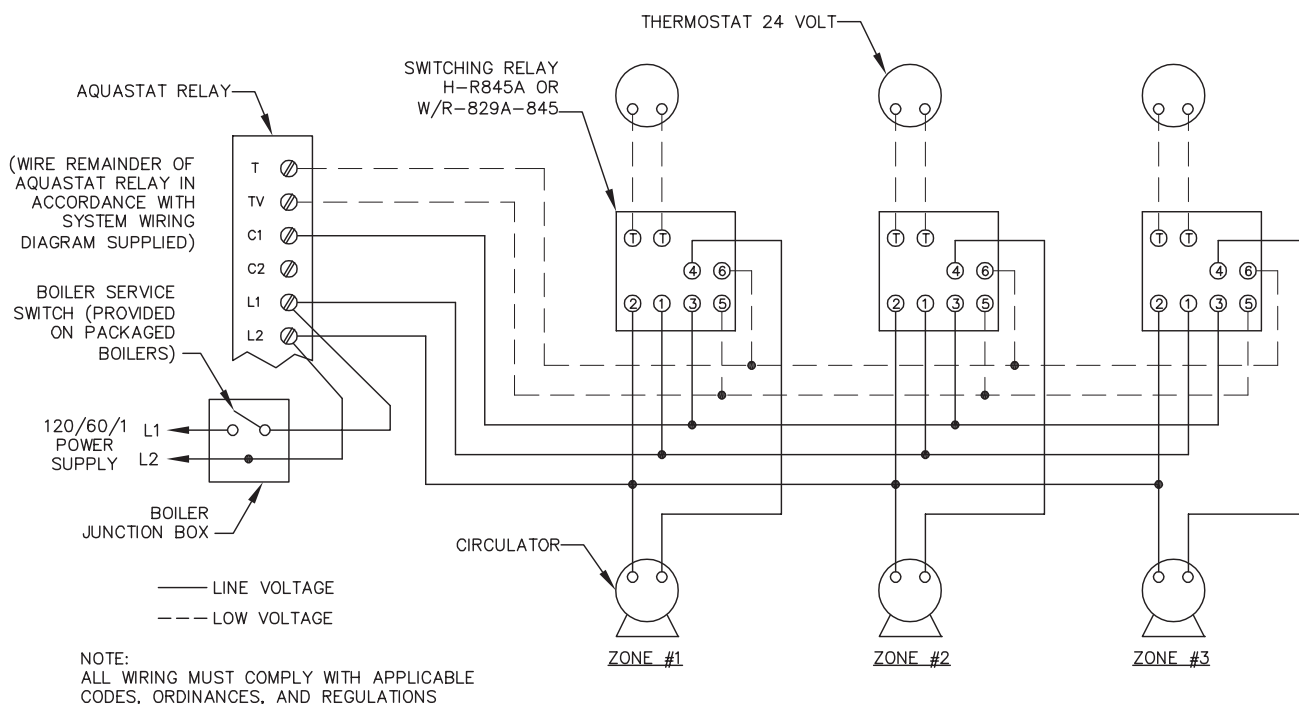 THERMOSTAT 24 VOLT
SWITCHING RELAY
H-R845A OR
W/R-829A-845
AQUASTAT RELAY
(WIRE REMAINDER OF
AQUASTAT RELAY IN
ACCORDANCE WITH
SYSTEM WIRING
DIAGRAM SUPPLIED)
T
TV
C1
C2
L1
L2
BOILER SERVICE
SWITCH (PROVIDED
ON PACKAGED
BOILERS)
120/60/1
POWER
SUPPLY
L1
L2
BOILER
JUNCTION BOX
T T
4 6
2 1 3 5
T T
4 6
2 1 3 5
T T
4 6
2 1 3 5
CIRCULATOR
LINE VOLTAGE
LOW VOLTAGE
ZONE #1
ZONE #2
ZONE #3
NOTE:
ALL WIRING MUST COMPLY WITH APPLICABLE
CODES, ORDINANCES, AND REGULATIONS